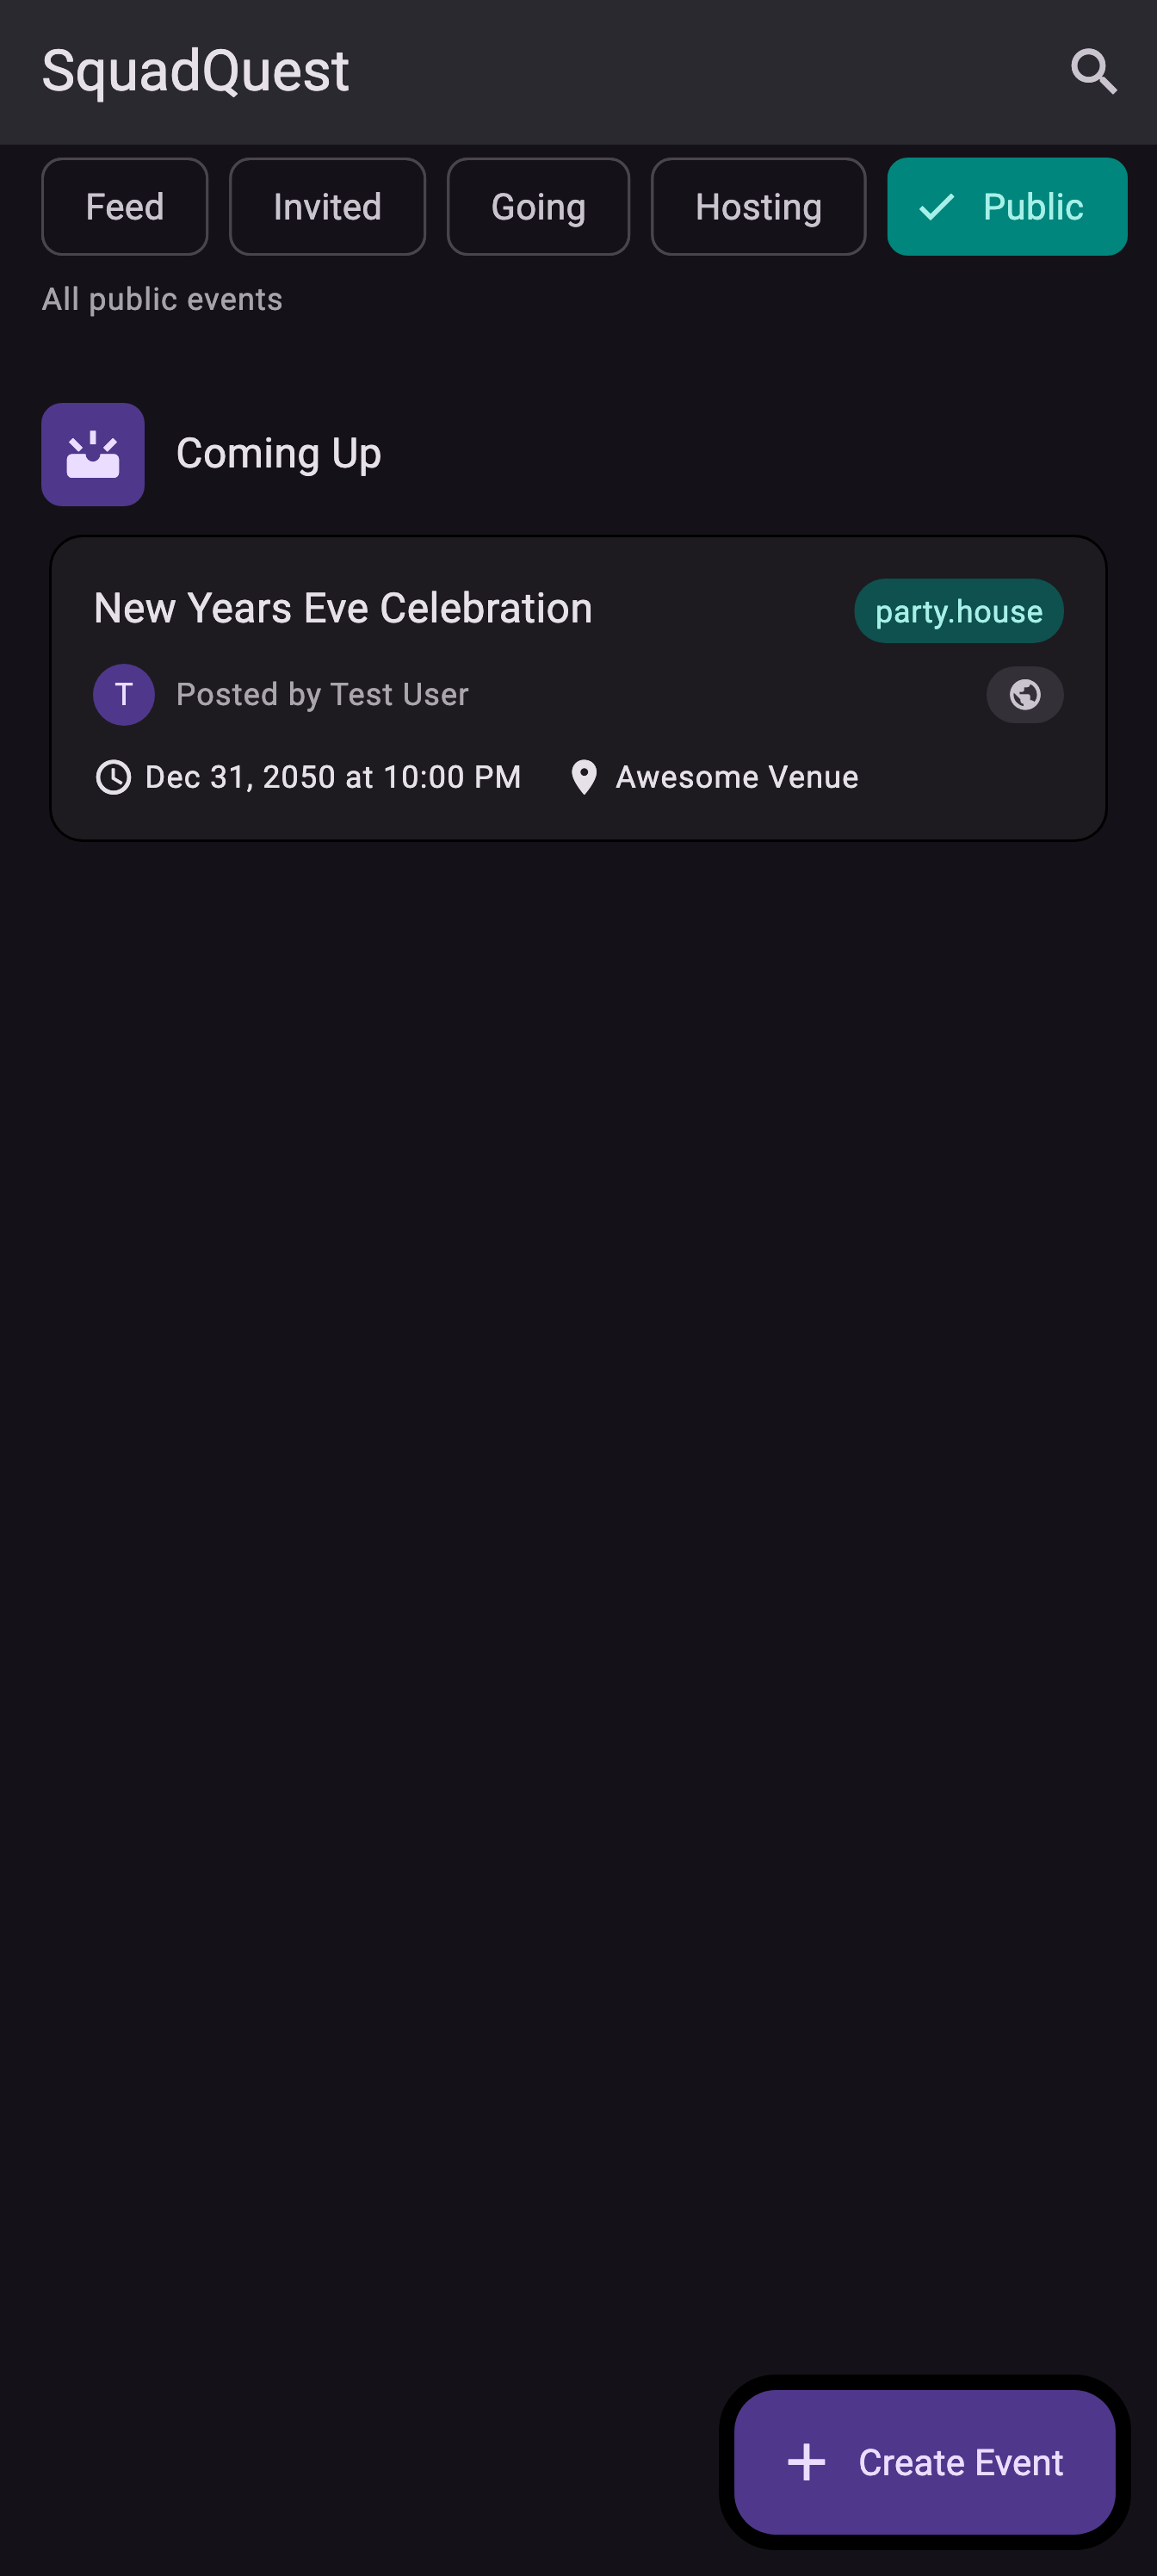 SquadQuest
Feed Invited Going Hosting Public
All public events
Coming Up
New Years Eve Celebration party.house
T Posted by Test User
Dec 31, 2050 at 10:00 PM Awesome Venue
Create Event